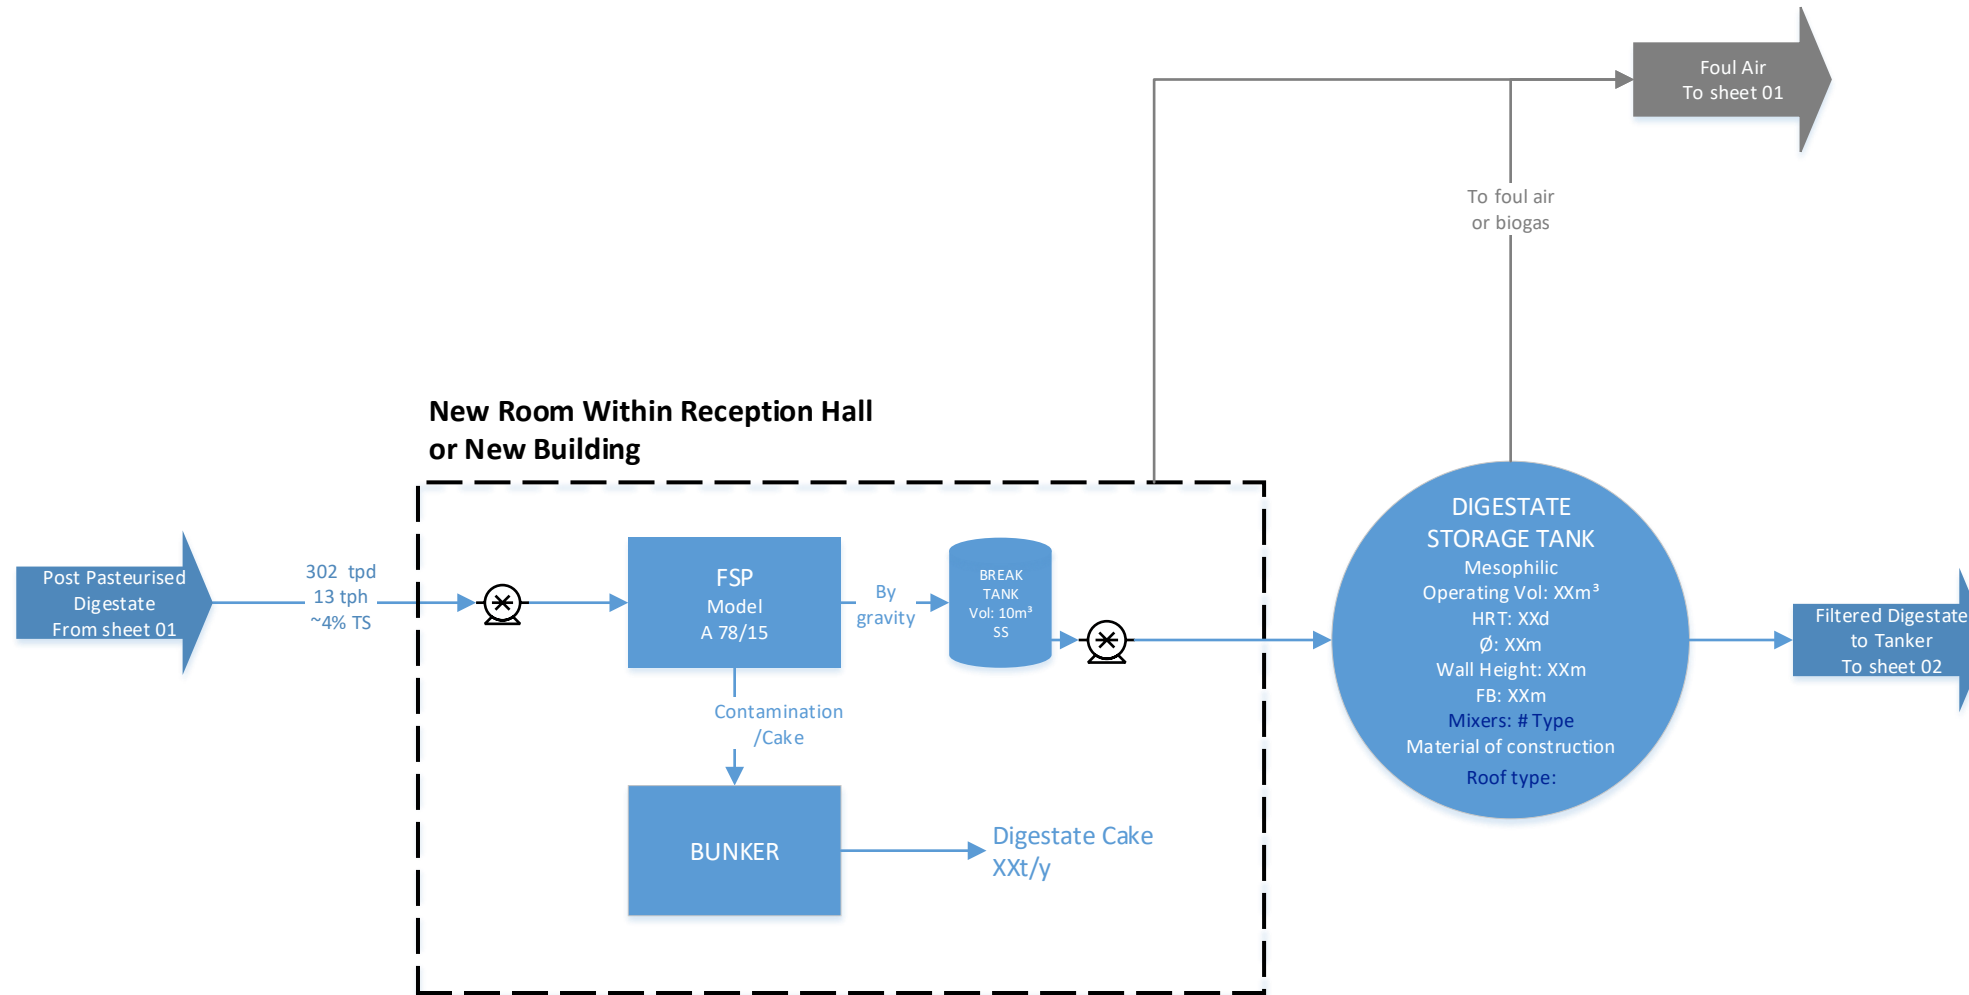 Foul Air
To sheet 01
To foul air
or biogas
New Room Within Reception Hall
or New Building
Post Pasteurised
Digestate
From sheet 01
302 tpd
13 tph
~4% TS
FSP
Model
A 78/15
By
gravity
BREAK
TANK
Vol: 10m³
SS
Contamination
/Cake
BUNKER
Digestate Cake
XXt/y
DIGESTATE
STORAGE TANK
Mesophilic
Operating Vol: XXm³
HRT: XXd
Ø: XXm
Wall Height: XXm
FB: XXm
Mixers: # Type
Material of construction
Roof type:
Filtered Digestate
to Tanker
To sheet 02